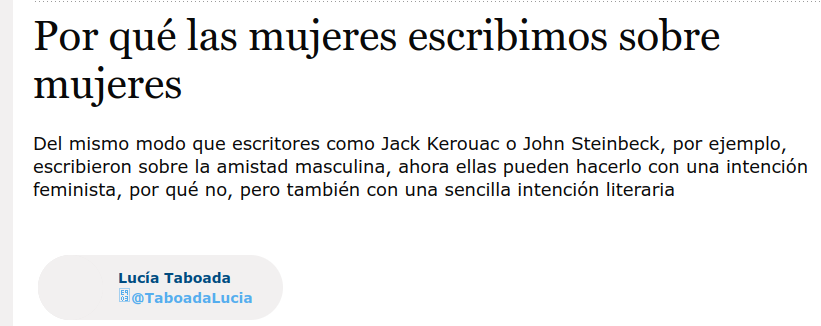 Por qué las mujeres escribimos sobre
mujeres
Del mismo modo que escritores como Jack Kerouac o John Steinbeck, por ejemplo,
escribieron sobre la amistad masculina, ahora ellas pueden hacerlo con una intención
feminista, por qué no, pero también con una sencilla intención literaria
Lucía Taboada
@TaboadaLucia